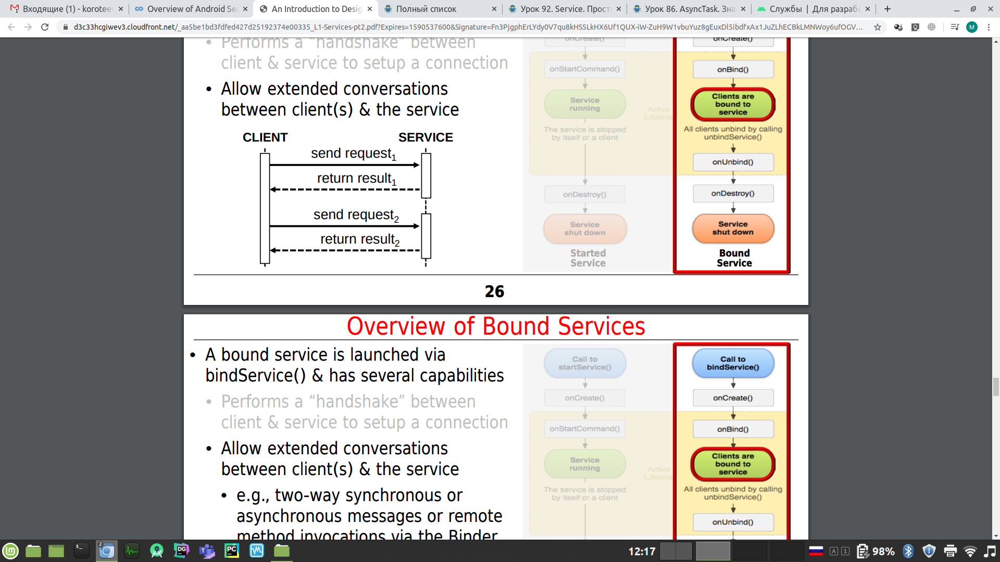 Входящие (1) - korotee
Overview of Android Ser
An Introduction to Desig
Полный список
Урок 92. Service. Прост
Урок 86. AsyncTask. Зна
Службы | Для разраб
d3c33hcgiwev3.cloudfront.net/_aa5be1bd3fdfed427d25192374e00335_L1-Services-pt2.pdf?Expires=1590537600&Signature=Fn3PjgphErLYdy0V7qu8kHS5LkHX6Uf1QUX-iW-ZuH9W1vbuYuz8gEuxDl5ibdfxAx1JuZLhECBkLMNWoy6ufOGV...
M
• Performs a “handshake” between
client & service to setup a connection
• Allow extended conversations
between client(s) & the service
CLIENT
SERVICE
send request1
return result1
send request2
return result2
onCreate()
onStartCommand()
Service
running
Active
Lifetime
The service is stopped
by itself or a client
onDestroy()
Service
shut down
Started
Service
onCreate()
onBind()
Clients are
bound to
service
All clients unbind by calling
unbindService()
onUnbind()
onDestroy()
Service
shut down
Bound
Service
26
Overview of Bound Services
• A bound service is launched via
bindService() & has several capabilities
• Performs a “handshake” between
client & service to setup a connection
• Allow extended conversations
between client(s) & the service
• e.g., two-way synchronous or
asynchronous messages or remote
method invocations via the Binder
Call to
startService()
onCreate()
onStartCommand()
Service
running
Active
Lifetime
The service is stopped
by itself or a client
Call to
bindService()
onCreate()
onBind()
Clients are
bound to
service
All clients unbind by calling
unbindService()
onUnbind()
2
DG
PC
12:17
A
1
98%